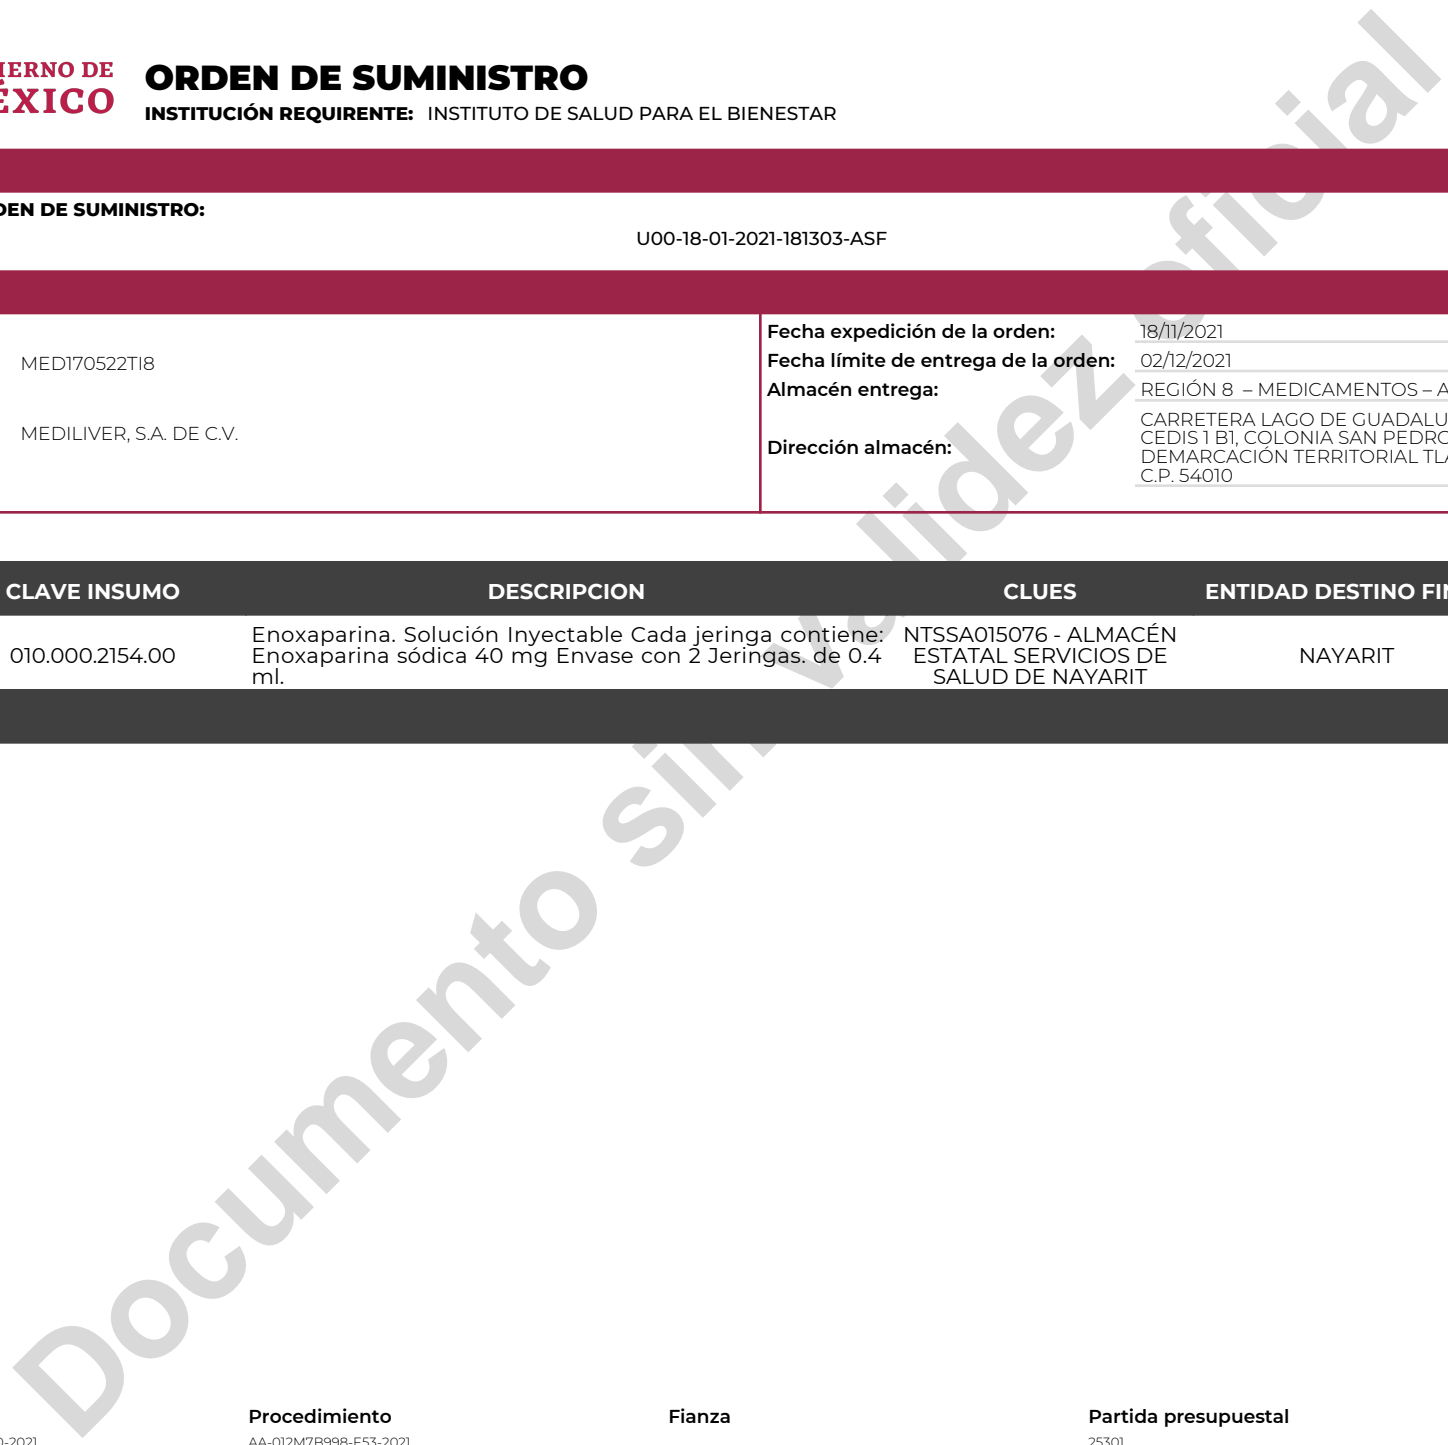 IERNO DE
ÉXICO
ORDEN DE SUMINISTRO
INSTITUCIÓN REQUIRENTE: INSTITUTO DE SALUD PARA EL BIENESTAR
DEN DE SUMINISTRO:
U00-18-01-2021-181303-ASF
MED170522TI8
MEDILIVER, S.A. DE C.V.
Fecha expedición de la orden: 18/11/2021
Fecha límite de entrega de la orden: 02/12/2021
Almacén entrega: REGIÓN 8 – MEDICAMENTOS – A
Dirección almacén:
CARRETERA LAGO DE GUADALU
CEDIS 1 B1, COLONIA SAN PEDRO
DEMARCACIÓN TERRITORIAL TLA
C.P. 54010
CLAVE INSUMO DESCRIPCION CLUES ENTIDAD DESTINO FIN
010.000.2154.00
Enoxaparina. Solución Inyectable Cada jeringa contiene:
Enoxaparina sódica 40 mg Envase con 2 Jeringas. de 0.4
ml.
NTSSA015076 - ALMACÉN
ESTATAL SERVICIOS DE
SALUD DE NAYARIT
NAYARIT
Documento sin validez oficial
Procedimiento Fianza Partida presupuestal
0-2021 AA-012M7B998-E53-2021 25301